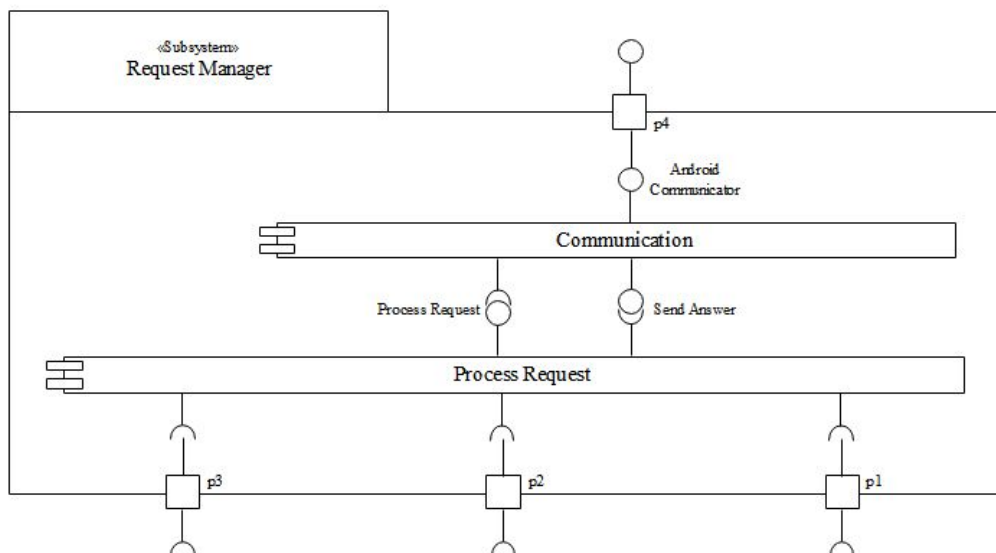 «Subsystem»
Request Manager
p4
Android
Communicator
Communication
Process Request
Send Answer
Process Request
p3
p2
p1